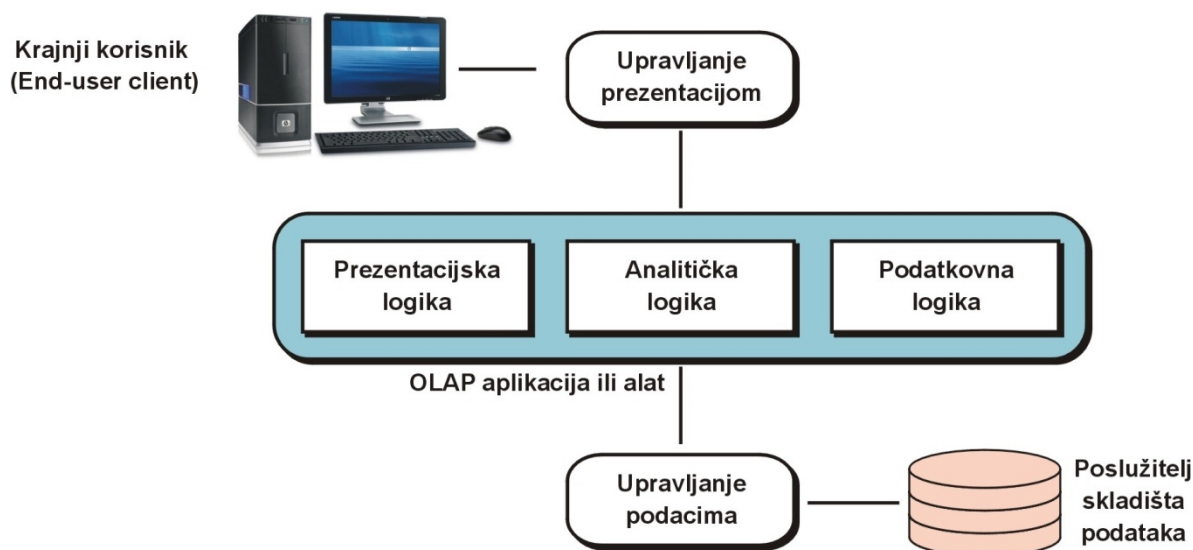 Krajnji korisnik
(End-user client)
Upravljanje
prezentacijom
Prezentacijska
logika
Analitička
logika
Podatkovna
logika
OLAP aplikacija ili alat
Upravljanje
podacima
Poslužitelj
skladišta
podataka